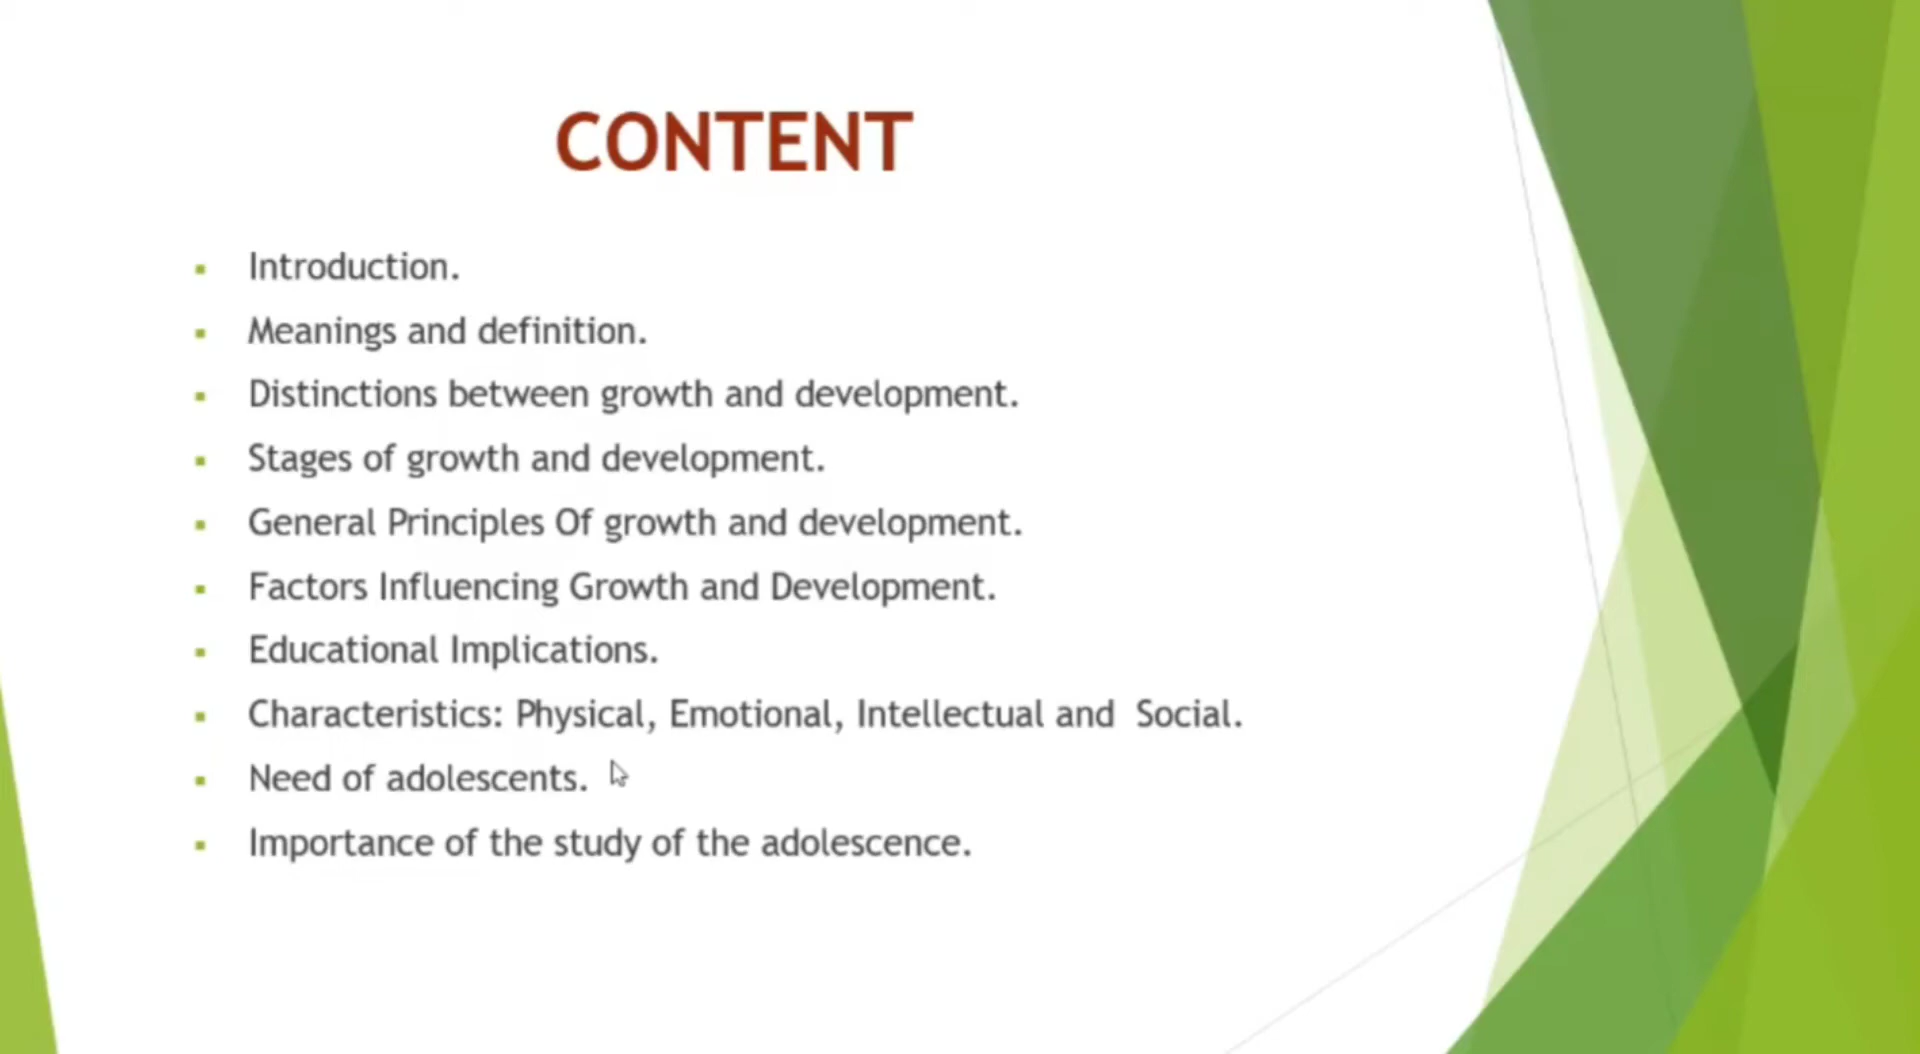 CONTENT
Introduction.
Meanings and definition.
Distinctions between growth and development.
Stages of growth and development.
General Principles Of growth and development.
Factors Influencing Growth and Development.
Educational Implications.
Characteristics: Physical, Emotional, Intellectual and  Social.
Need of adolescents.
Importance of the study of the adolescence.